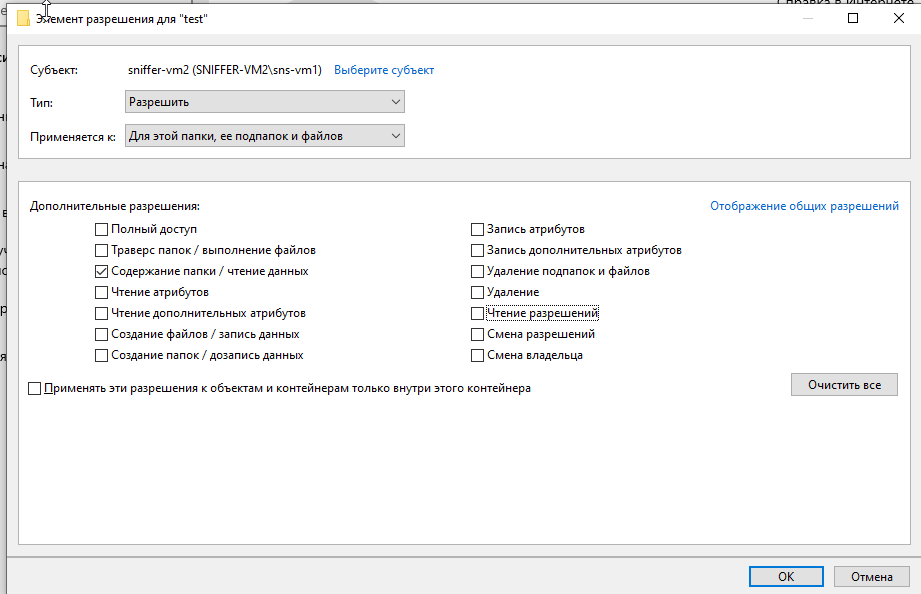 Справка в Интернете
Элемент разрешения для "test"
Субъект: sniffer-vm2 (SNIFFER-VM2\sns-vm1) Выберите субъект
Тип: Разрешить
Применяется к: Для этой папки, ее подпапок и файлов
Дополнительные разрешения: Отображение общих разрешений
Полный доступ Запись атрибутов
Траверс папок / выполнение файлов Запись дополнительных атрибутов
Содержание папки / чтение данных Удаление подпапок и файлов
Чтение атрибутов Удаление
Чтение дополнительных атрибутов Чтение разрешений
Создание файлов / запись данных Смена разрешений
Создание папок / дозапись данных Смена владельца
Применять эти разрешения к объектам и контейнерам только внутри этого контейнера Очистить все
OK Отмена